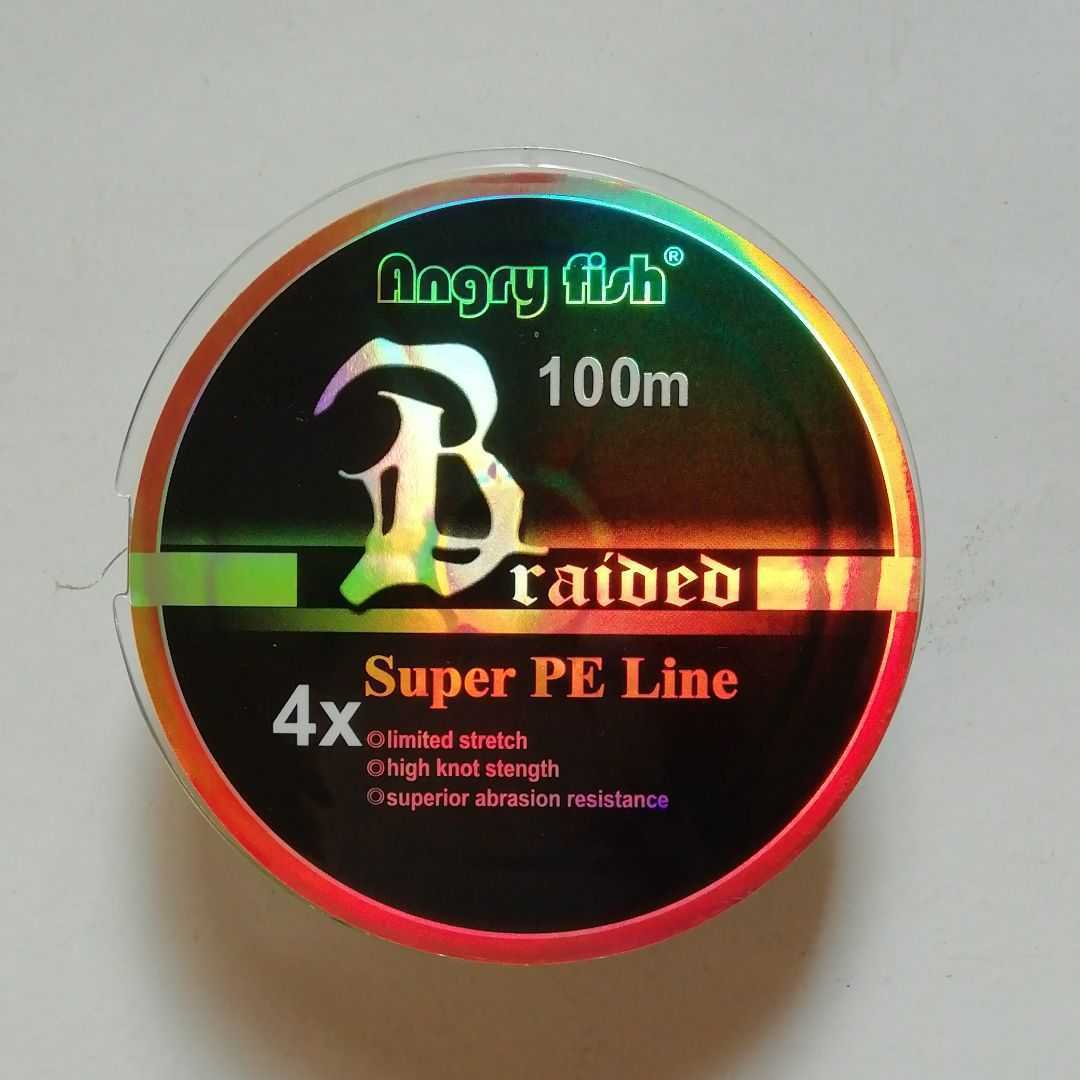 Angry fish®
100m
Braided
Super PE Line
4x
◎limited stretch
◎high knot stength
◎superior abrasion resistance